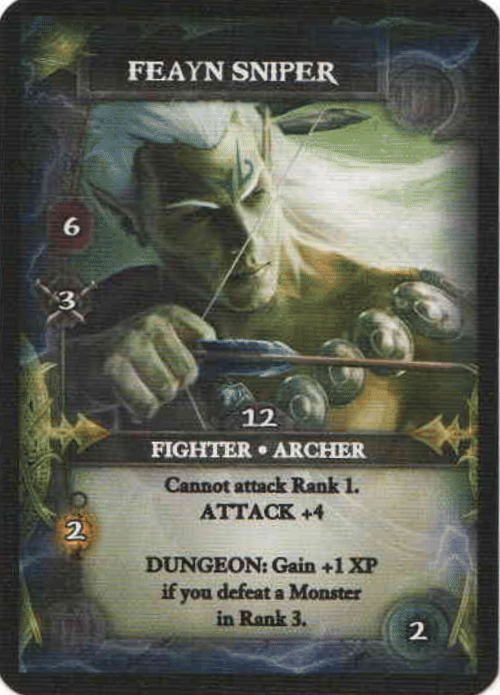 FEAYN SNIPER
6
3
12
FIGHTER • ARCHER
Cannot attack Rank 1.
ATTACK +4
2
DUNGEON: Gain +1 XP
if you defeat a Monster
in Rank 3.
2